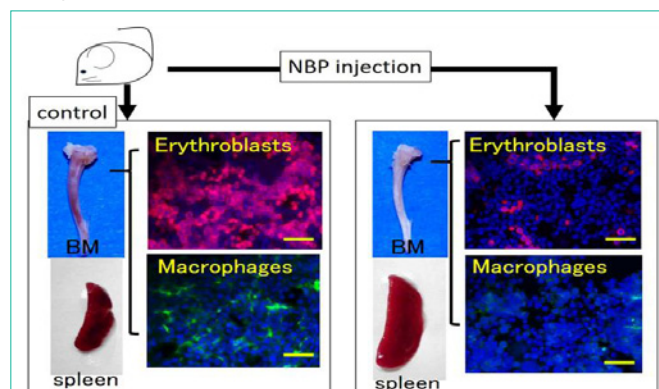 NBP injection
control
Erythroblasts
BM
Macrophages
spleen
Erythroblasts
BM
Macrophages
spleen